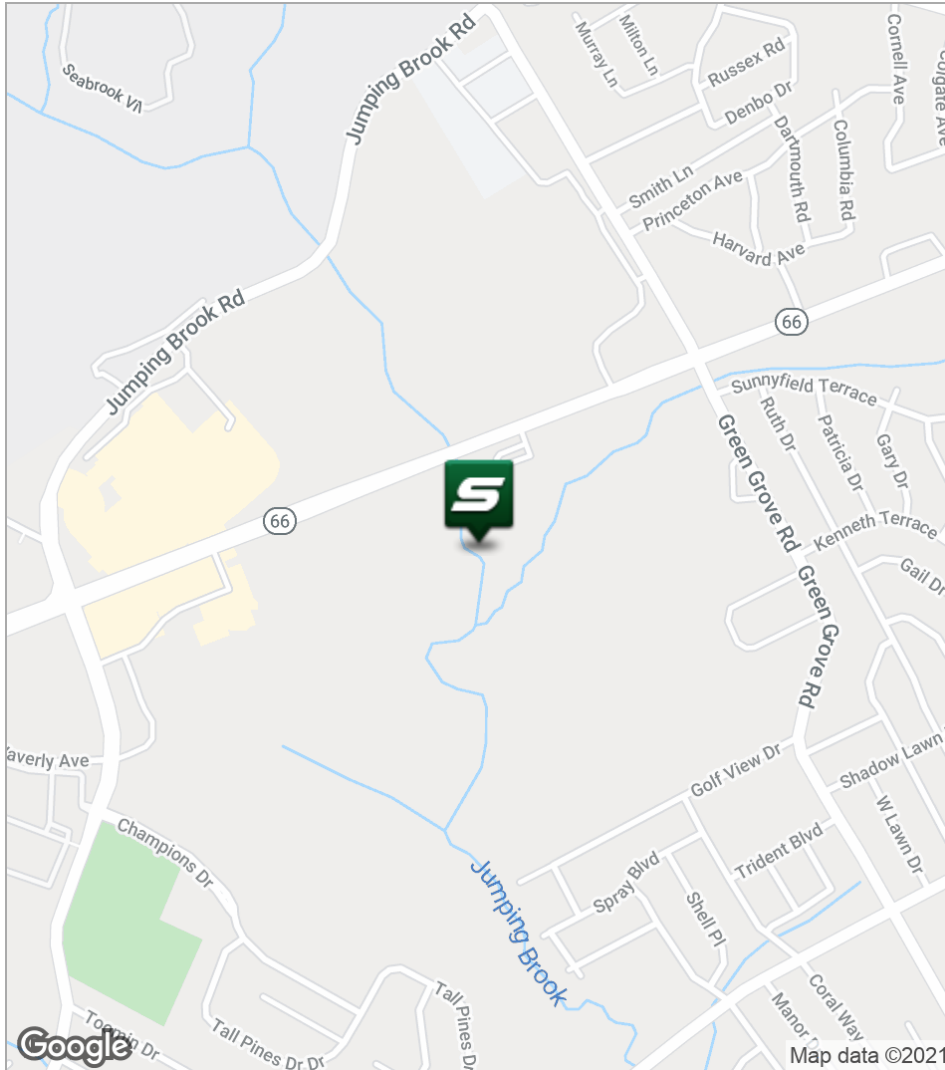 Jumping Brook Rd
Murray Ln
Milton Ln
Russex Rd
Cornell Ave
Colgate Ave
Seabrook Vl
Denbo Dr
Dartmouth Rd
Columbia Rd
Smith Ln
Princeton Ave
Harvard Ave
Jumping Brook Rd
66
Sunnyfield Terrace
Ruth Dr
Patricia Dr
Gary Dr
Green Grove Rd
S
66
Kenneth Terrace
Gail Dr
Green Grove Rd
Golf View Dr
Shadow Lawn
W Lawn Dr
Trident Blvd
Champions Dr
Spray Blvd
Shell Pl
Jumping Brook
Coral Way
Manor D
Tall Pines D
Tall Pines Dr Dr
Google
Map data ©2021